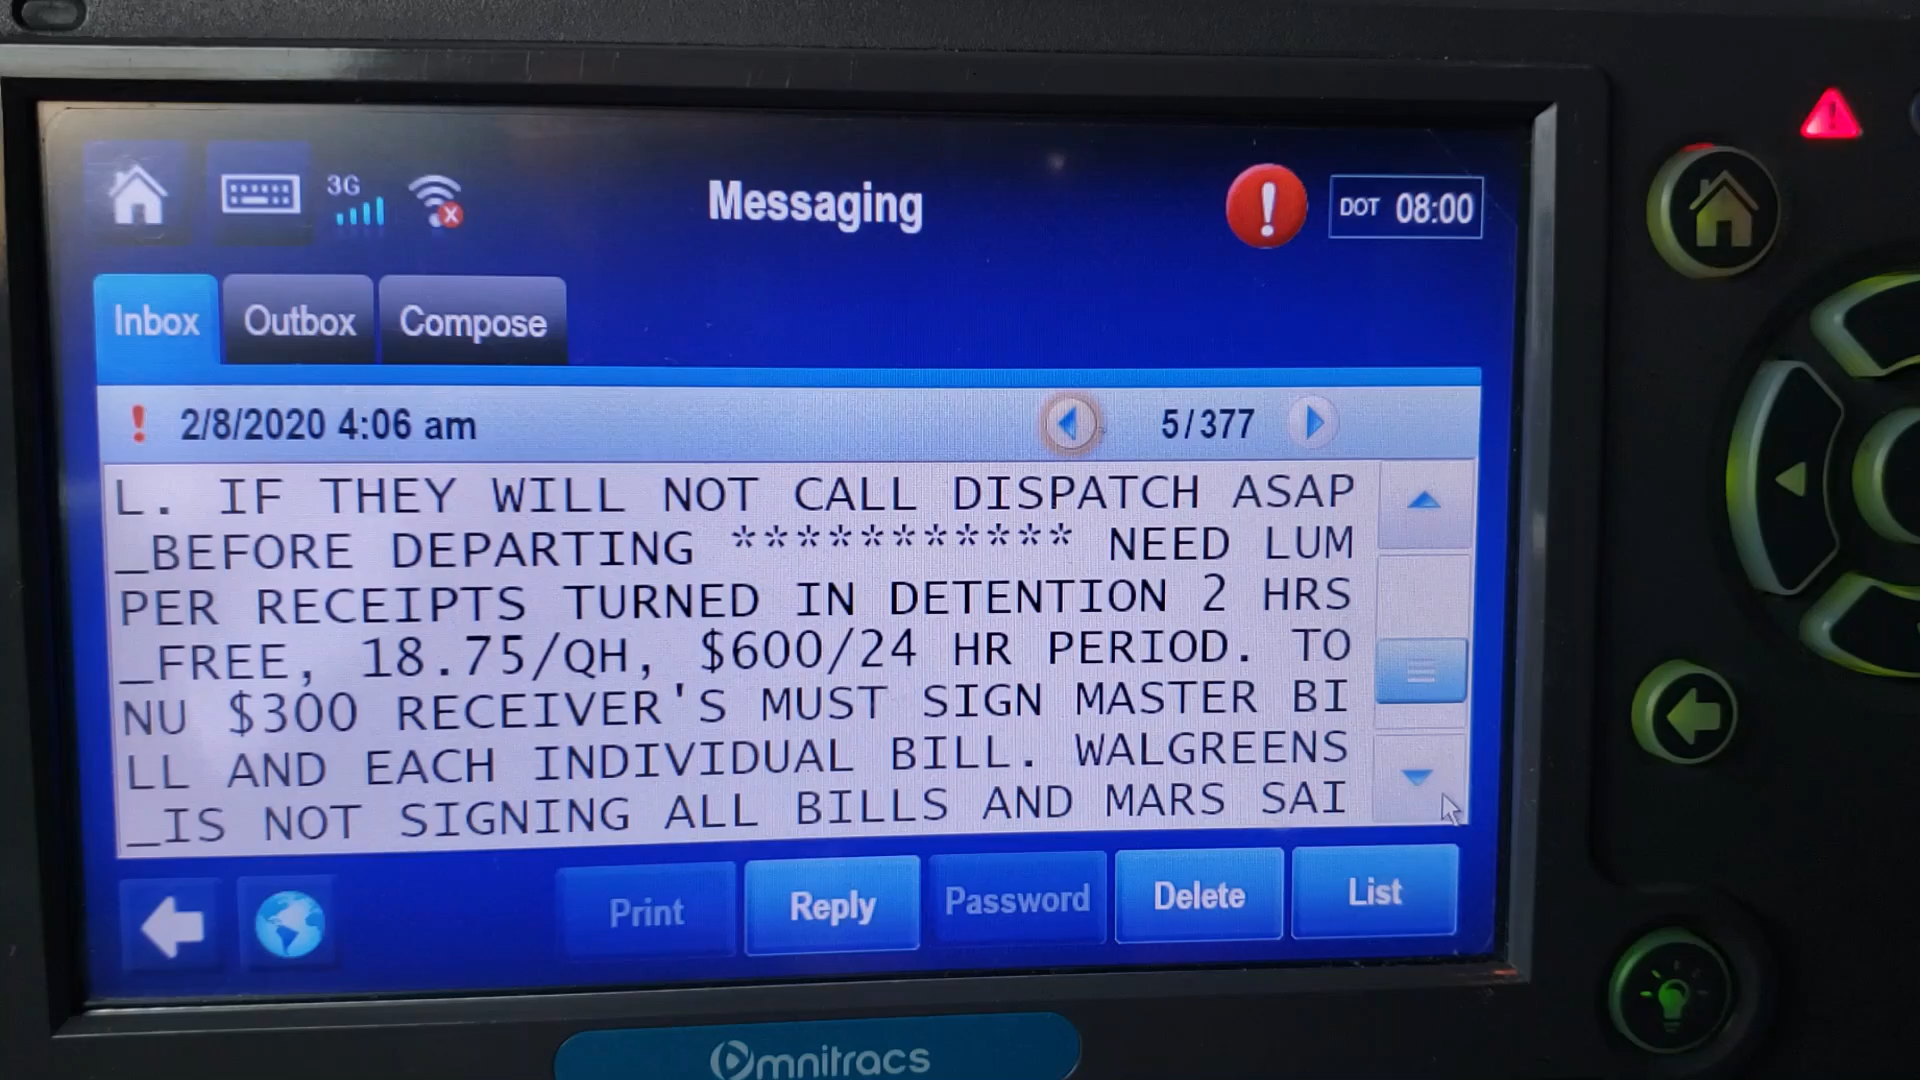 3G
Messaging
DOT 08:00
Inbox
Outbox
Compose
! 2/8/2020 4:06 am
5/377
L. IF THEY WILL NOT CALL DISPATCH ASAP
_BEFORE DEPARTING *********** NEED LUM
PER RECEIPTS TURNED IN DETENTION 2 HRS
_FREE, 18.75/QH, $600/24 HR PERIOD. TO
NU $300 RECEIVER'S MUST SIGN MASTER BI
LL AND EACH INDIVIDUAL BILL. WALGREENS
_IS NOT SIGNING ALL BILLS AND MARS SAI
Print
Reply
Password
Delete
List
Omnitracs